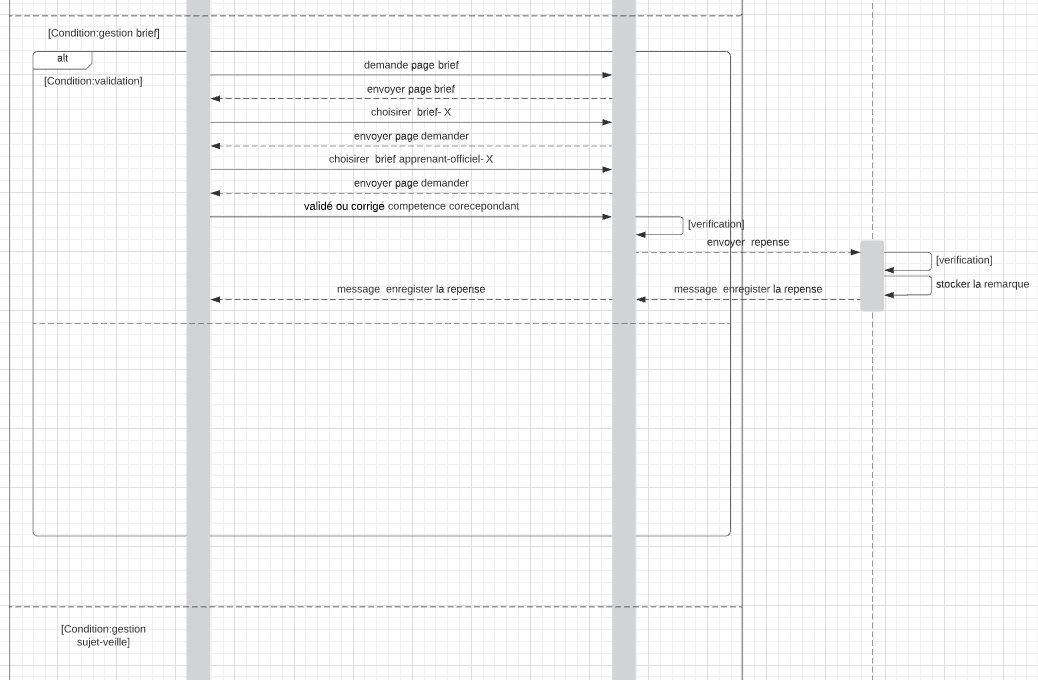 [Condition:gestion brief]
alt
demande page brief
[Condition:validation]
envoyer page brief
choisirer brief- X
envoyer page demander
choisirer brief apprenant-officiel- X
envoyer page demander
validé ou corrigé competence corecepondant
[verification]
envoyer repense
[verification]
stocker la remarque
message enregister la repense
message enregister la repense
[Condition:gestion
sujet-veille]